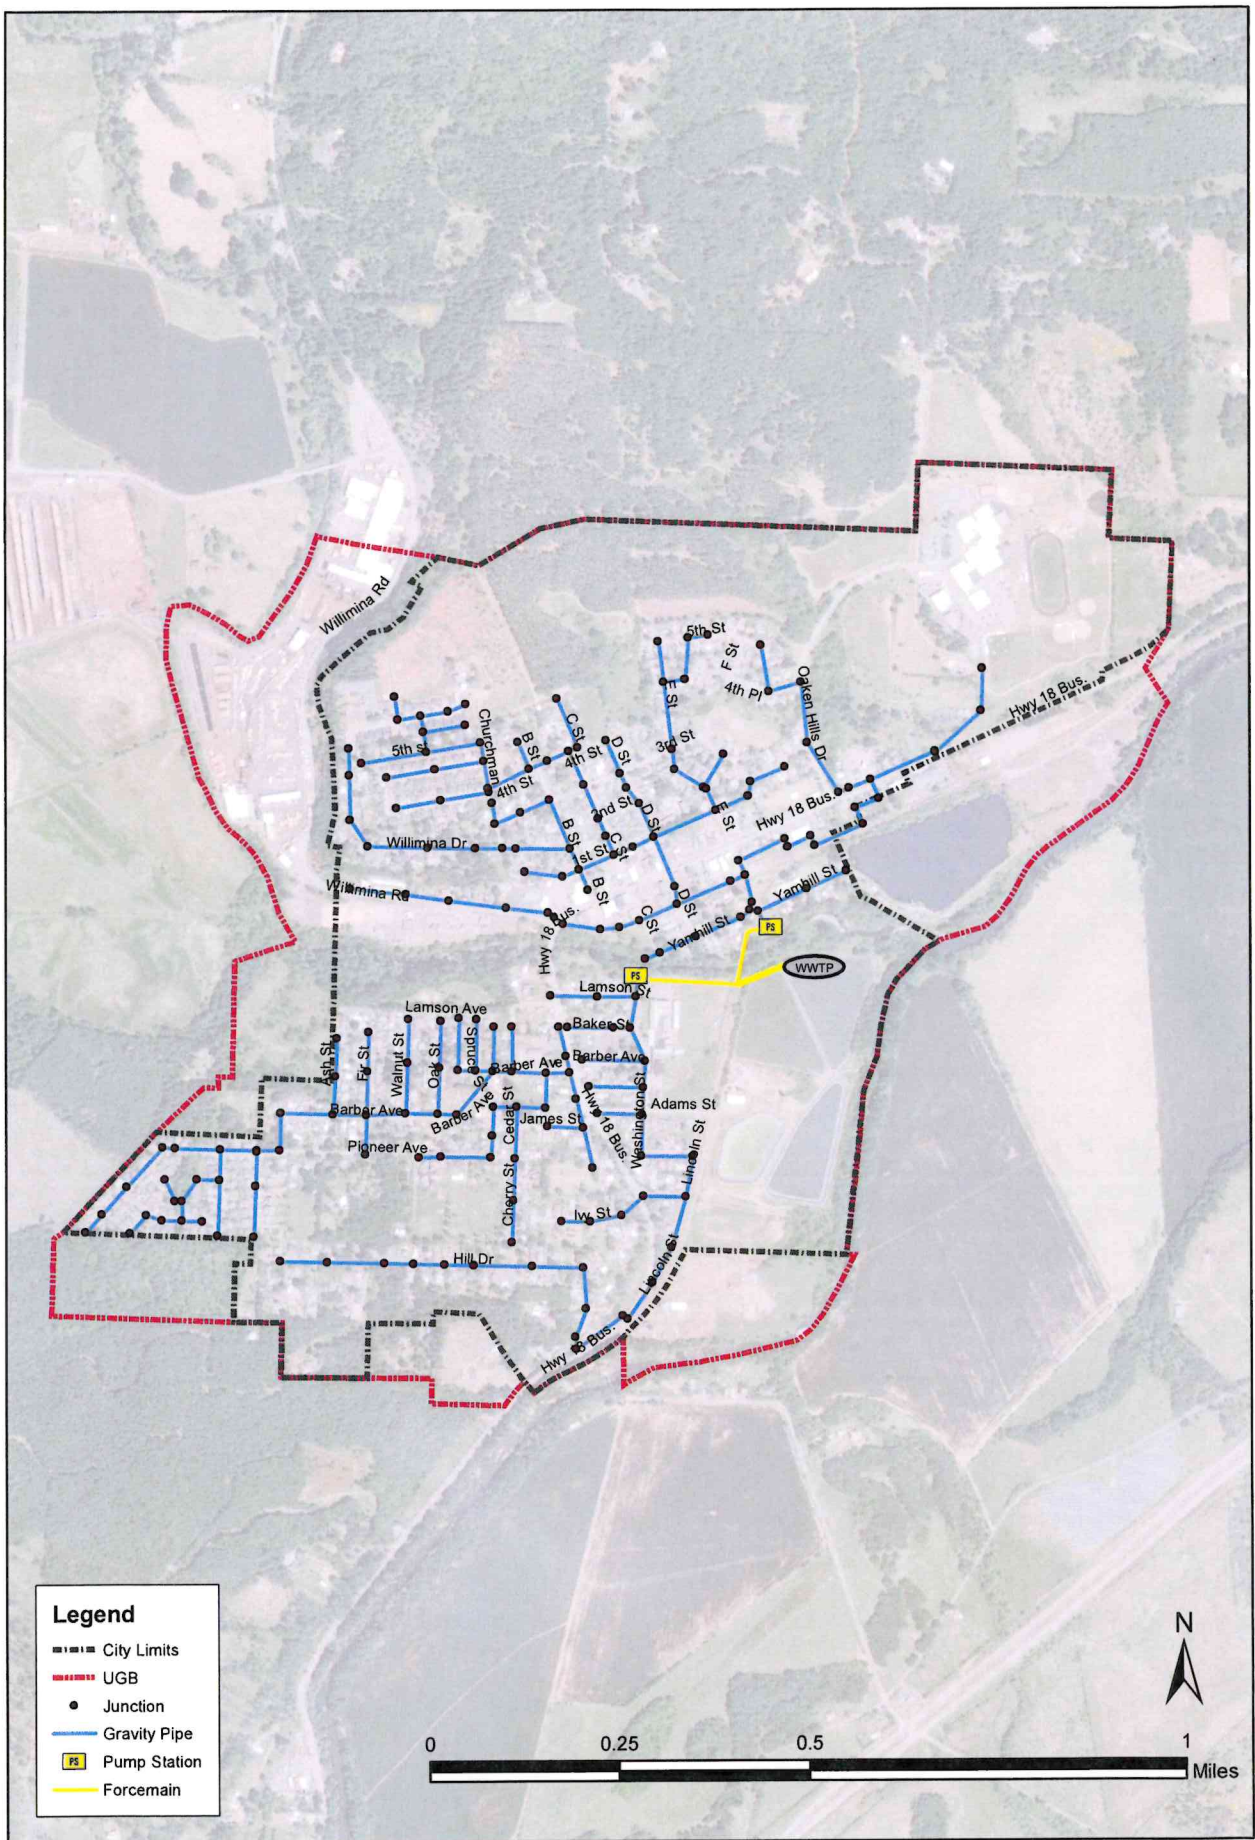 Willimina Rd
5th St
F St
4th Pl
Oaken Hills Dr
E St
3rd St
Hwy 18 Bus.
Churchman
5th st
B St
C St
4th St
D St
4th St
2nd St
D St
E St
Hwy 18 Bus.
Willimina Dr
B St
1st St
C St
Willimina Rd
B St
D St
Yamhill St
Hwy 18 Bus.
C St
Yamhill St
PS
PS
WWTP
Lamson St
Lamson Ave
Baker St
Ash St
Fir St
Walnut St
Oak St
Spruce St
Barber Ave
Barber Ave
Barber Ave
Barber Ave
Cedar St
James St
Hwy 18 Bus.
Adams St
Washington St
Pioneer Ave
Cherry St
Lincoln St
Ivy St
Hill Dr
Lincoln St
Hwy 18 Bus.
Legend
City Limits
UGB
Junction
Gravity Pipe
PS Pump Station
Forcemain
N
0 0.25 0.5 1
Miles